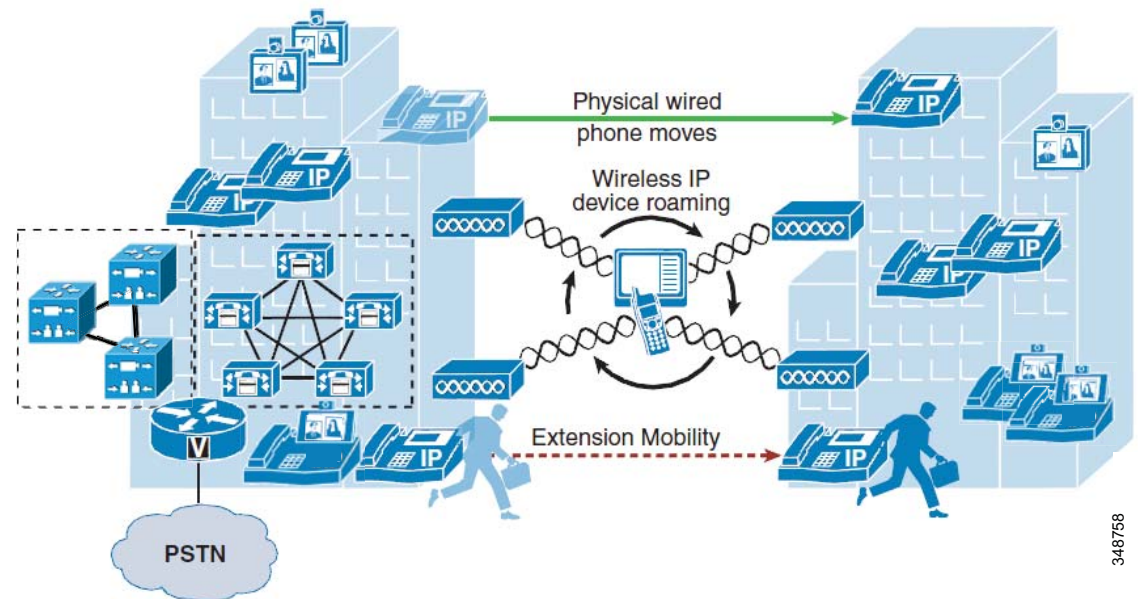 IP
Physical wired
phone moves
IP
IP
IP
Wireless IP
device roaming
IP
IP
V
IP
Extension Mobility
IP
PSTN
348758